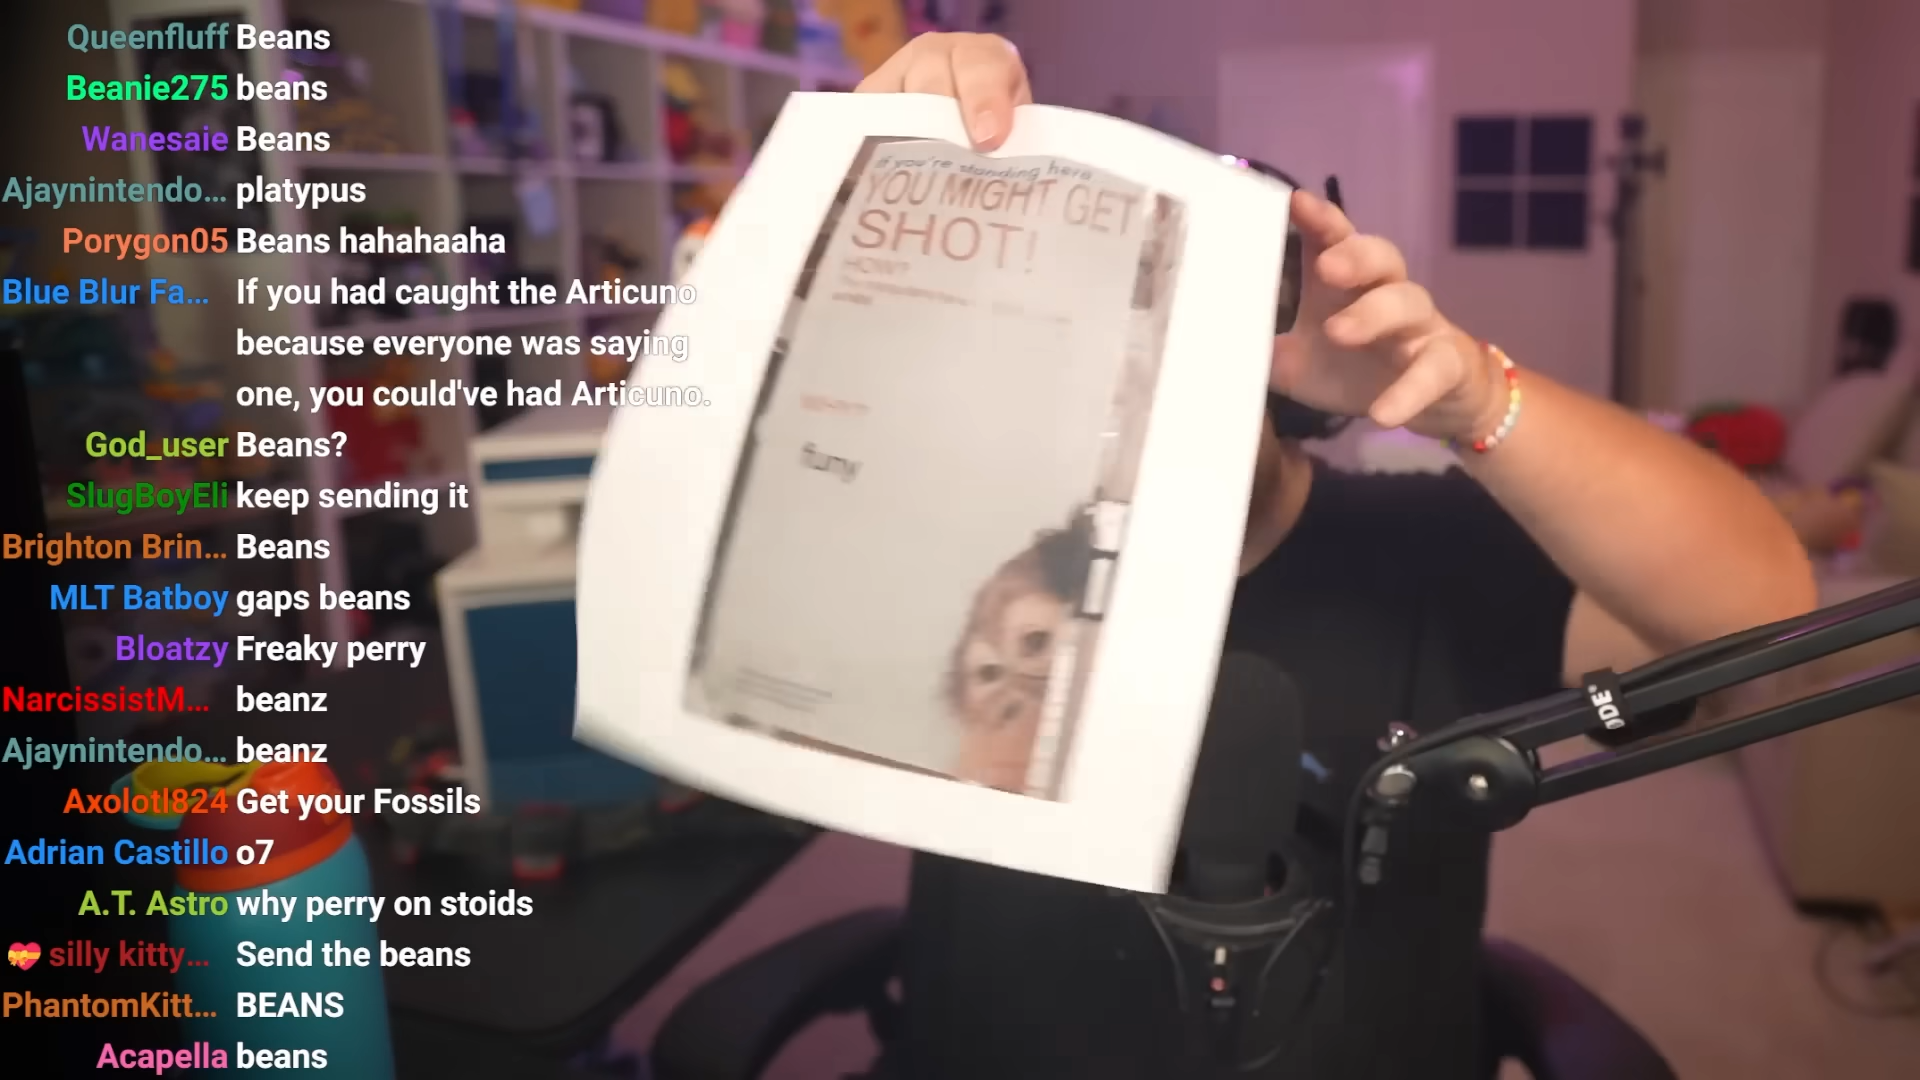 Queenfluff Beans
Beanie275 beans
Wanesaie Beans
Ajaynintendo... platypus
Porygon05 Beans hahahaaha
Blue Blur Fa... If you had caught the Articuno
because everyone was saying
one, you could've had Articuno.
God_user Beans?
SlugBoyEli keep sending it
Brighton Brin... Beans
MLT Batboy gaps beans
Bloatzy Freaky perry
NarcissistM... beanz
Ajaynintendo... beanz
Axolotl824 Get your Fossils
Adrian Castillo o7
A.T. Astro why perry on stoids
silly kitty... Send the beans
PhantomKitt... BEANS
Acapella beans
If you're standing here
YOU MIGHT GET
SHOT!
HOW?
WHY?
funny